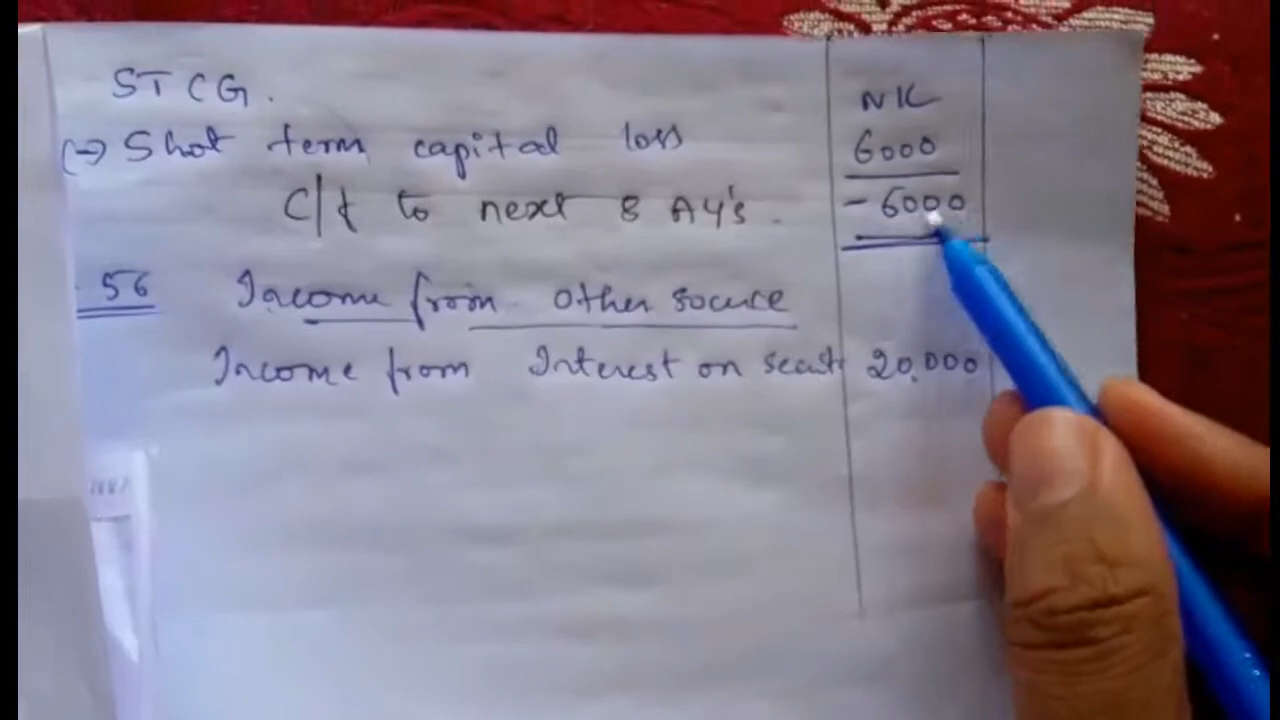 STCG. NIL
(-) Shot term capital loss 6000
C/f to next 8 AY's. - 6000
56 Income from other source
Income from Interest on 20,000